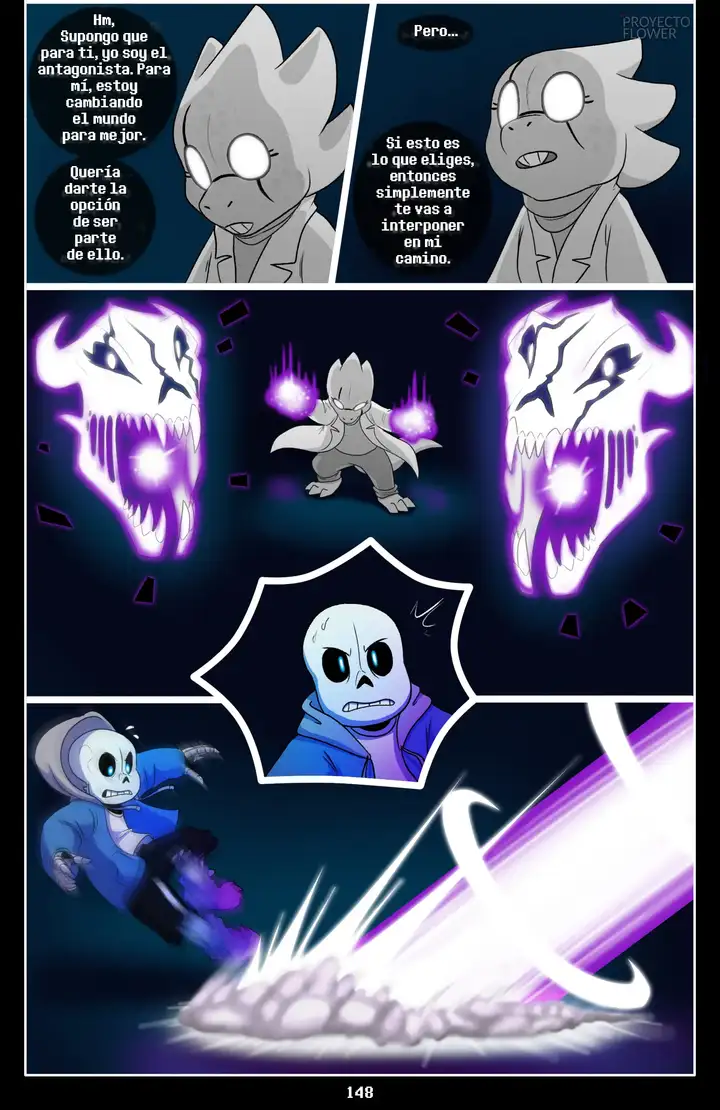 Hm,
Supongo que
para ti, yo soy el
antagonista. Para
mí, estoy
cambiando
el mundo
para mejor.
Quería
darte la
opción
de ser
parte
de ello.
Pero...
PROYECTO
FLOWER
Si esto es
lo que eliges,
entonces
simplemente
te vas a
interponer
en mi
camino.
148